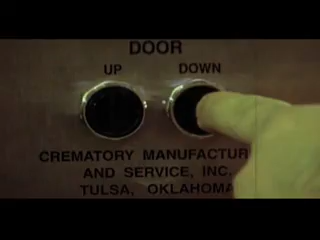 DOOR
UP DOWN
CREMATORY MANUFACTUR
AND SERVICE, INC.
TULSA, OKLAHOMA